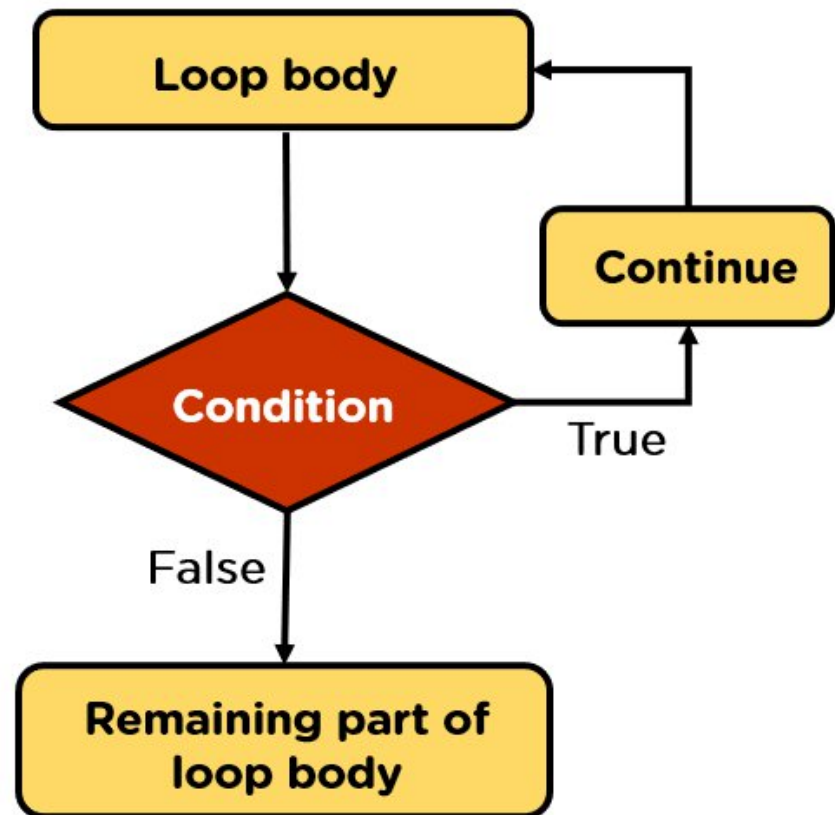 Loop body
Continue
Condition
True
False
Remaining part of
loop body